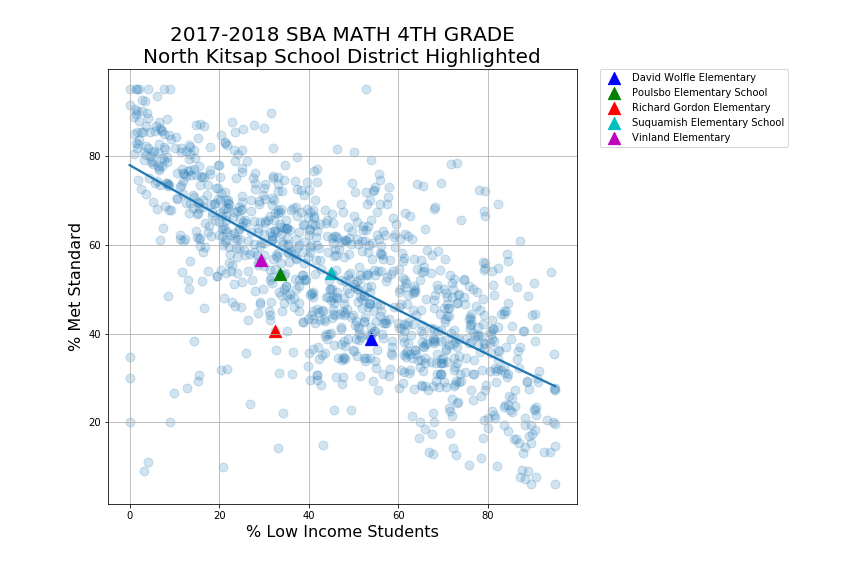 2017-2018 SBA MATH 4TH GRADE
North Kitsap School District Highlighted
David Wolfle Elementary
Poulsbo Elementary School
Richard Gordon Elementary
Suquamish Elementary School
Vinland Elementary
% Met Standard
80
60
40
20
0 20 40 60 80
% Low Income Students